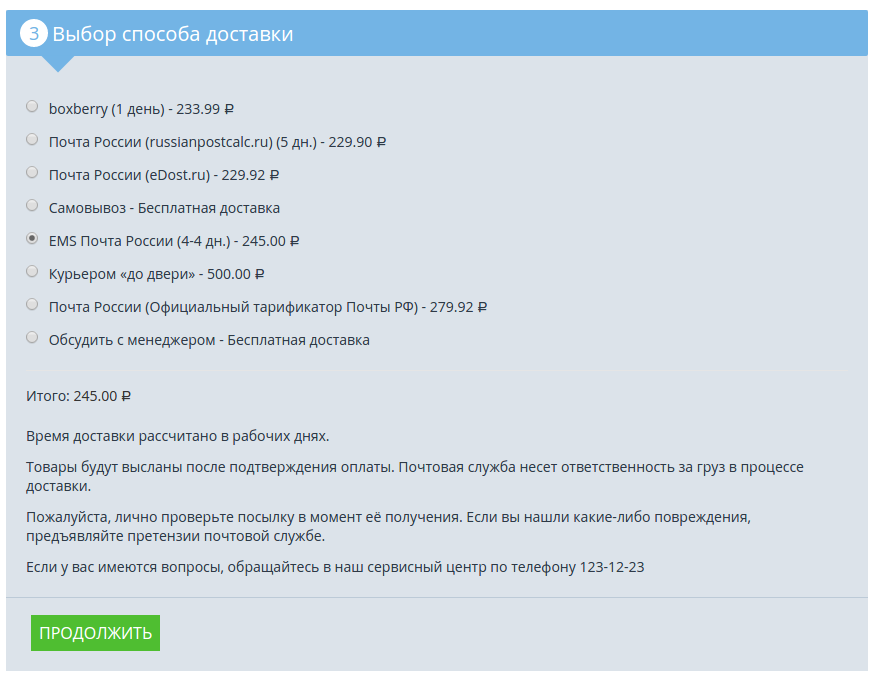 3 Выбор способа доставки
boxberry (1 день) - 233.99 ₽
Почта России (russianpostcalc.ru) (5 дн.) - 229.90 ₽
Почта России (eDost.ru) - 229.92 ₽
Самовывоз - Бесплатная доставка
EMS Почта России (4-4 дн.) - 245.00 ₽
Курьером «до двери» - 500.00 ₽
Почта России (Официальный тарификатор Почты РФ) - 279.92 ₽
Обсудить с менеджером - Бесплатная доставка
Итого: 245.00 ₽
Время доставки рассчитано в рабочих днях.
Товары будут высланы после подтверждения оплаты. Почтовая служба несет ответственность за груз в процессе
доставки.
Пожалуйста, лично проверьте посылку в момент её получения. Если вы нашли какие-либо повреждения,
предъявляйте претензии почтовой службе.
Если у вас имеются вопросы, обращайтесь в наш сервисный центр по телефону 123-12-23
ПРОДОЛЖИТЬ